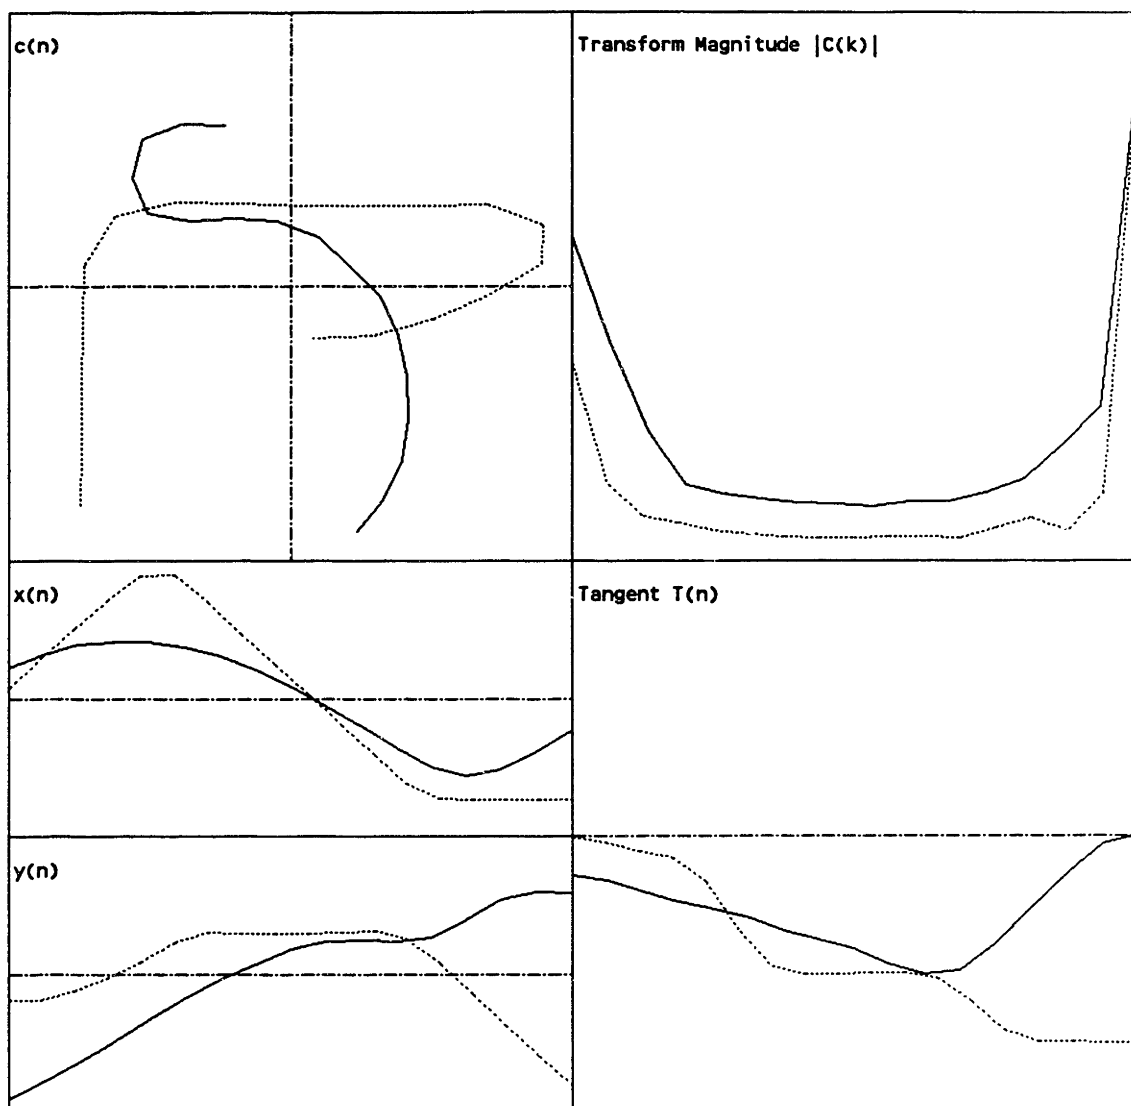 c(n)
Transform Magnitude |C(k)|
x(n)
Tangent T(n)
y(n)